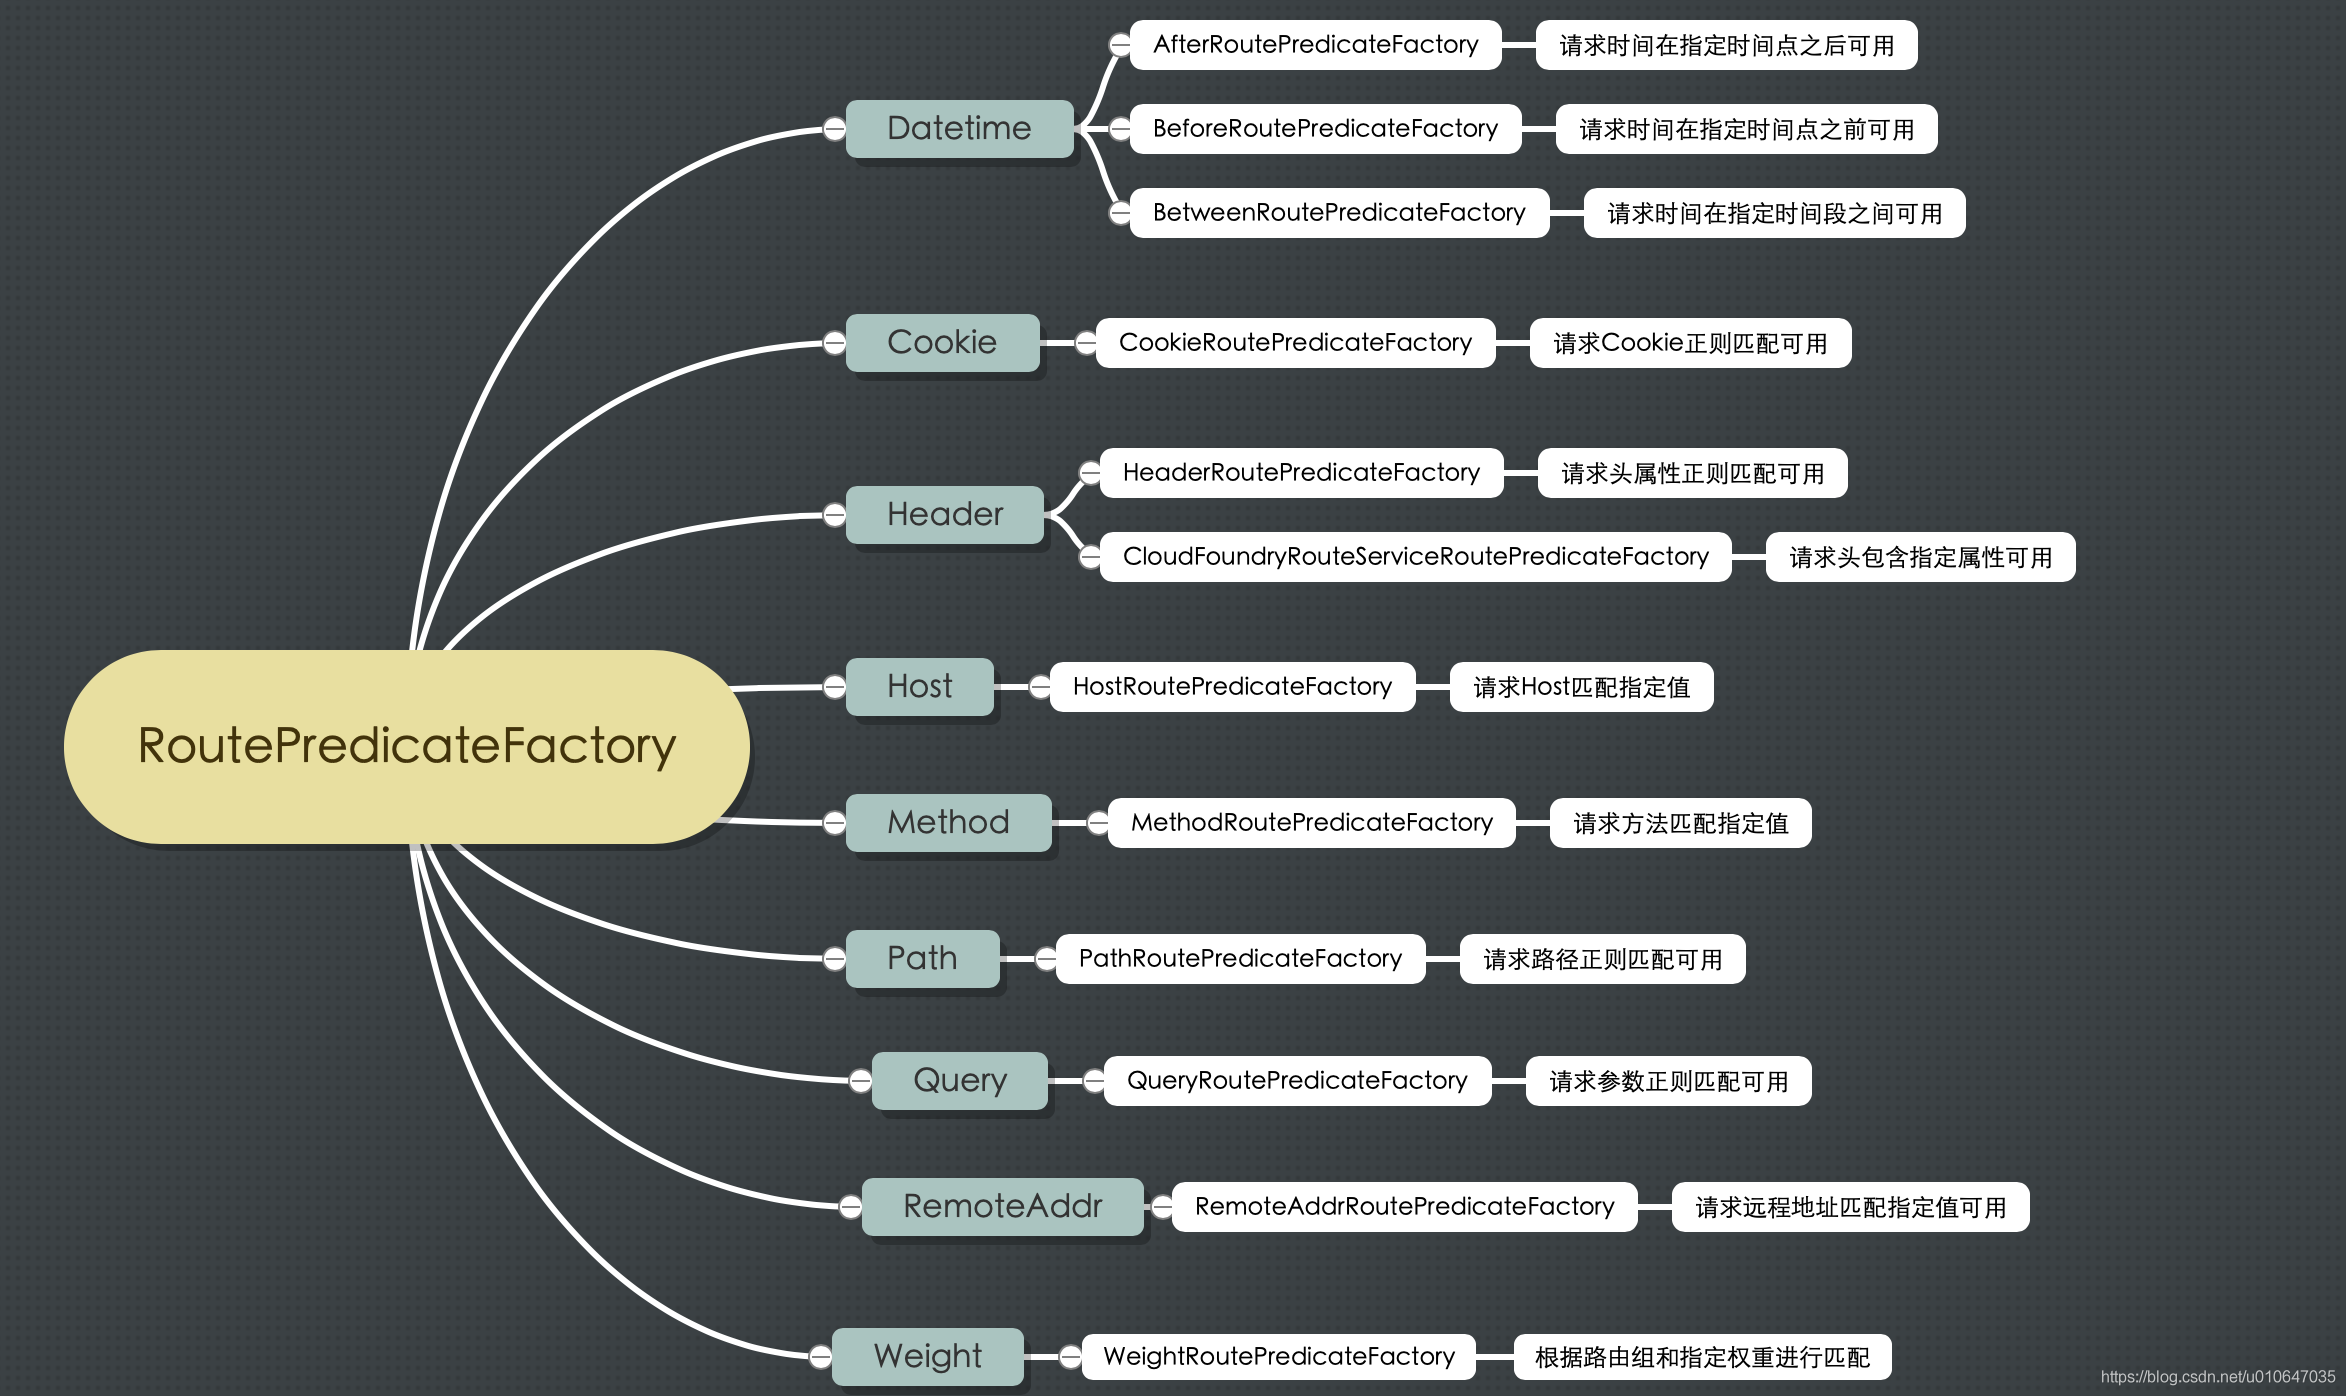 RoutePredicateFactory
Datetime
AfterRoutePredicateFactory
请求时间在指定时间点之后可用
BeforeRoutePredicateFactory
请求时间在指定时间点之前可用
BetweenRoutePredicateFactory
请求时间在指定时间段之间可用
Cookie
CookieRoutePredicateFactory
请求Cookie正则匹配可用
Header
HeaderRoutePredicateFactory
请求头属性正则匹配可用
CloudFoundryRouteServiceRoutePredicateFactory
请求头包含指定属性可用
Host
HostRoutePredicateFactory
请求Host匹配指定值
Method
MethodRoutePredicateFactory
请求方法匹配指定值
Path
PathRoutePredicateFactory
请求路径正则匹配可用
Query
QueryRoutePredicateFactory
请求参数正则匹配可用
RemoteAddr
RemoteAddrRoutePredicateFactory
请求远程地址匹配指定值可用
Weight
WeightRoutePredicateFactory
根据路由组和指定权重进行匹配
https://blog.csdn.net/u010647035